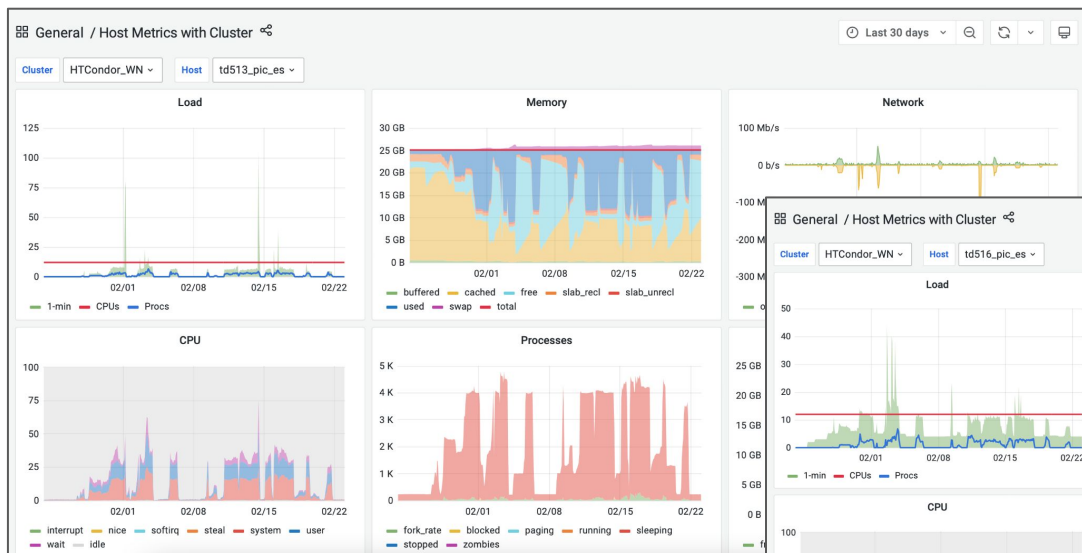 General / Host Metrics with Cluster
Last 30 days
Cluster HTCondor_WN Host td513_pic_es
Load
125
100
75
50
25
0
02/01 02/08 02/15 02/22
1-min CPUs Procs
Memory
30 GB
25 GB
20 GB
15 GB
10 GB
5 GB
0 B
02/01 02/08 02/15 02/22
buffered cached free slab_recl slab_unrecl
used swap total
Network
100 Mb/s
0 b/s
-200 M
-300 M
CPU
100
75
50
25
0
02/01 02/08 02/15 02/22
interrupt nice softirq steal system user
wait idle
Processes
5 K
4 K
3 K
2 K
1 K
0
02/01 02/08 02/15 02/22
fork_rate blocked paging running sleeping
stopped zombies
25 GB
20 GB
15 GB
10 GB
5 GB
0 B
General / Host Metrics with Cluster
Cluster HTCondor_WN Host td516_pic_es
Load
50
40
30
20
10
0
02/01 02/08 02/15 02/22
1-min CPUs Procs
CPU
100